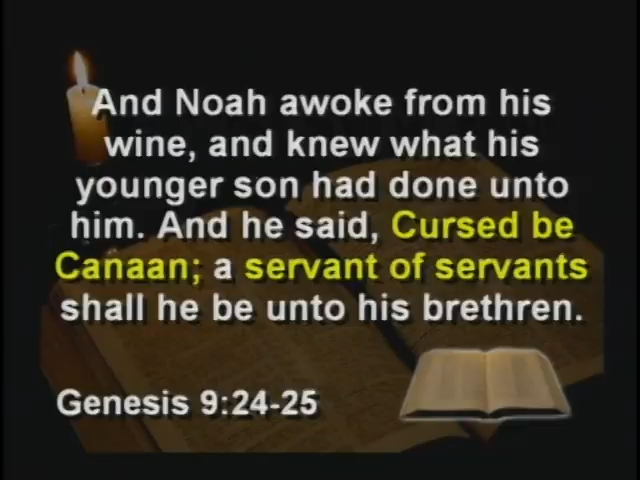 And Noah awoke from his
wine, and knew what his
younger son had done unto
him. And he said, Cursed be
Canaan; a servant of servants
shall he be unto his brethren.
Genesis 9:24-25